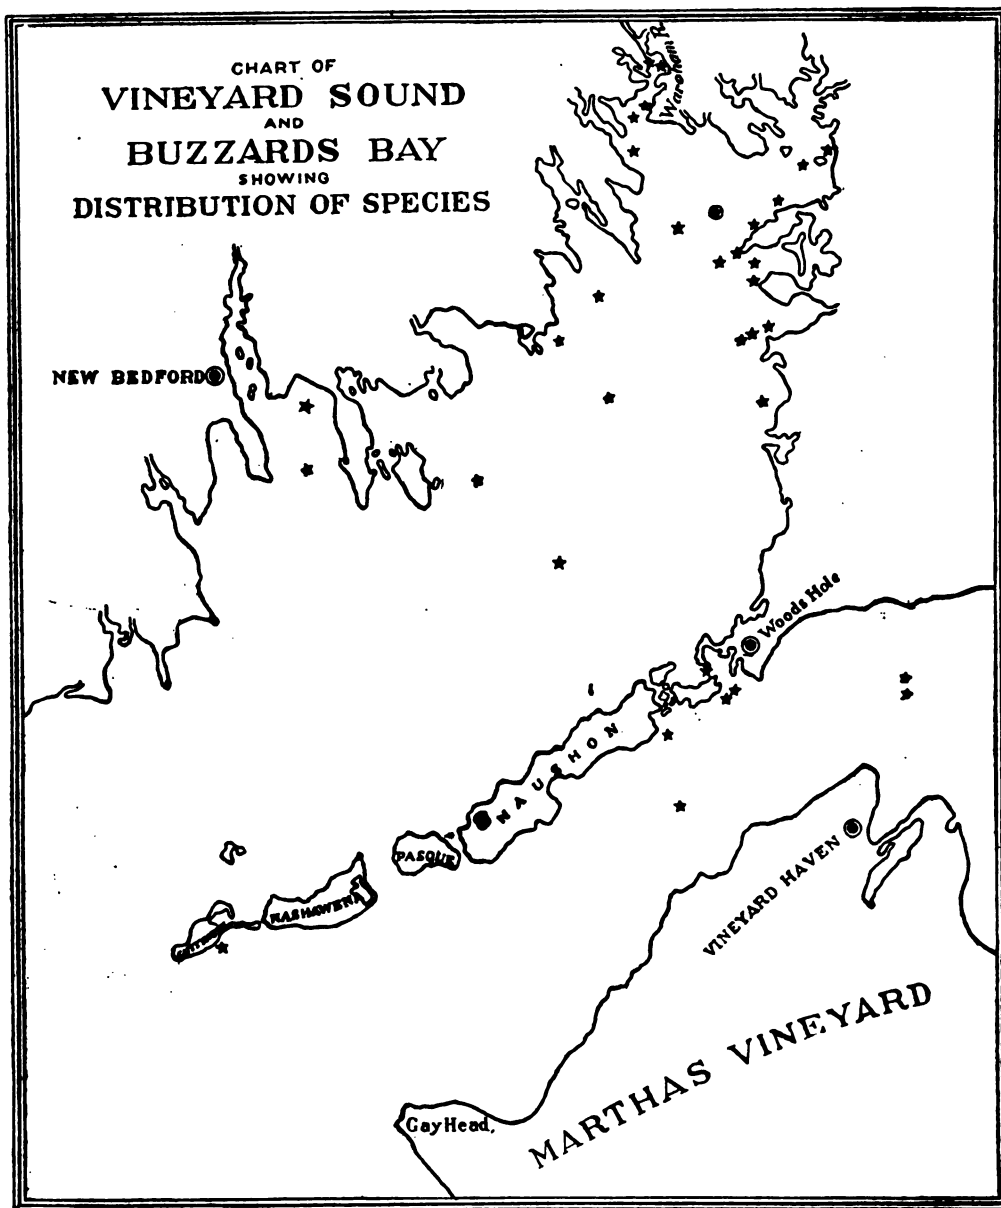 CHART OF
VINEYARD SOUND
AND
BUZZARDS BAY
SHOWING
DISTRIBUTION OF SPECIES
Wareham R.
NEW BEDFORD
Woods Hole
NAUSHON
PASQUE
NASHAWENA
VINEYARD HAVEN
MARTHAS VINEYARD
Gay Head,